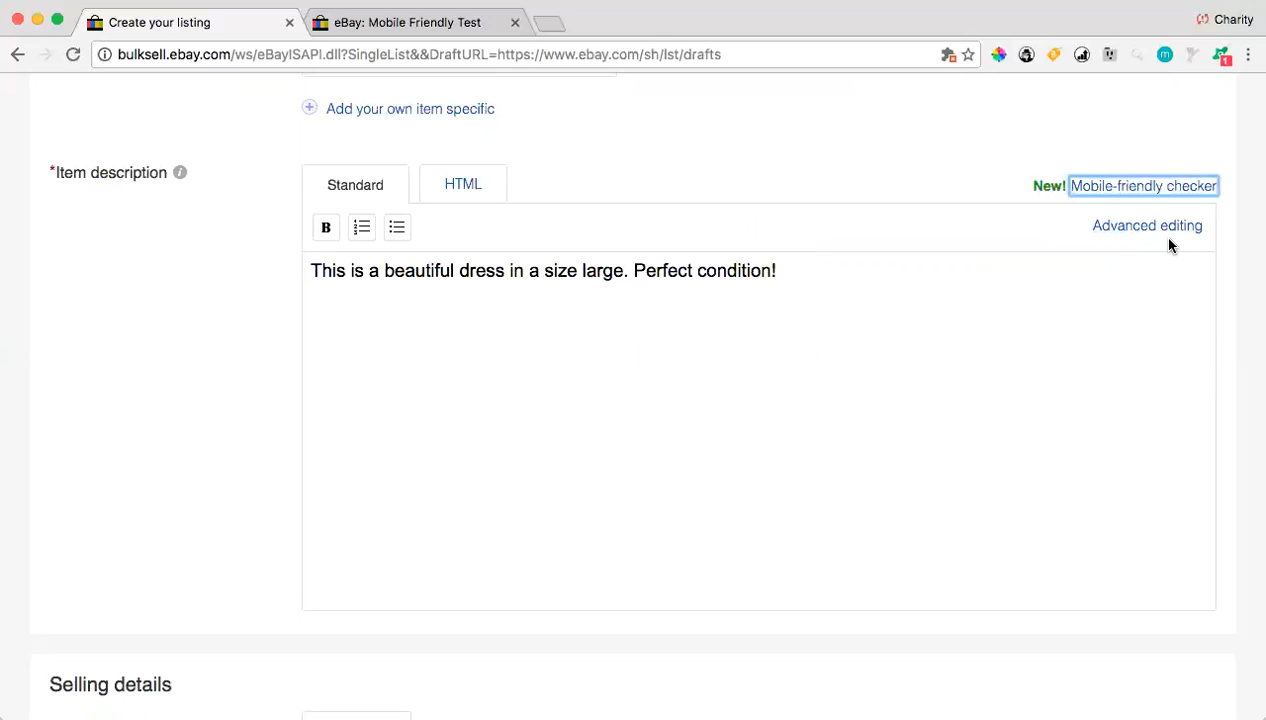 Create your listing
eBay: Mobile Friendly Test
Charity
bulksell.ebay.com/ws/eBayISAPI.dll?SingleList&&DraftURL=https://www.ebay.com/sh/lst/drafts
m
1
Add your own item specific
*Item description i
Standard
HTML
New! Mobile-friendly checker
B
Advanced editing
This is a beautiful dress in a size large. Perfect condition!
Selling details